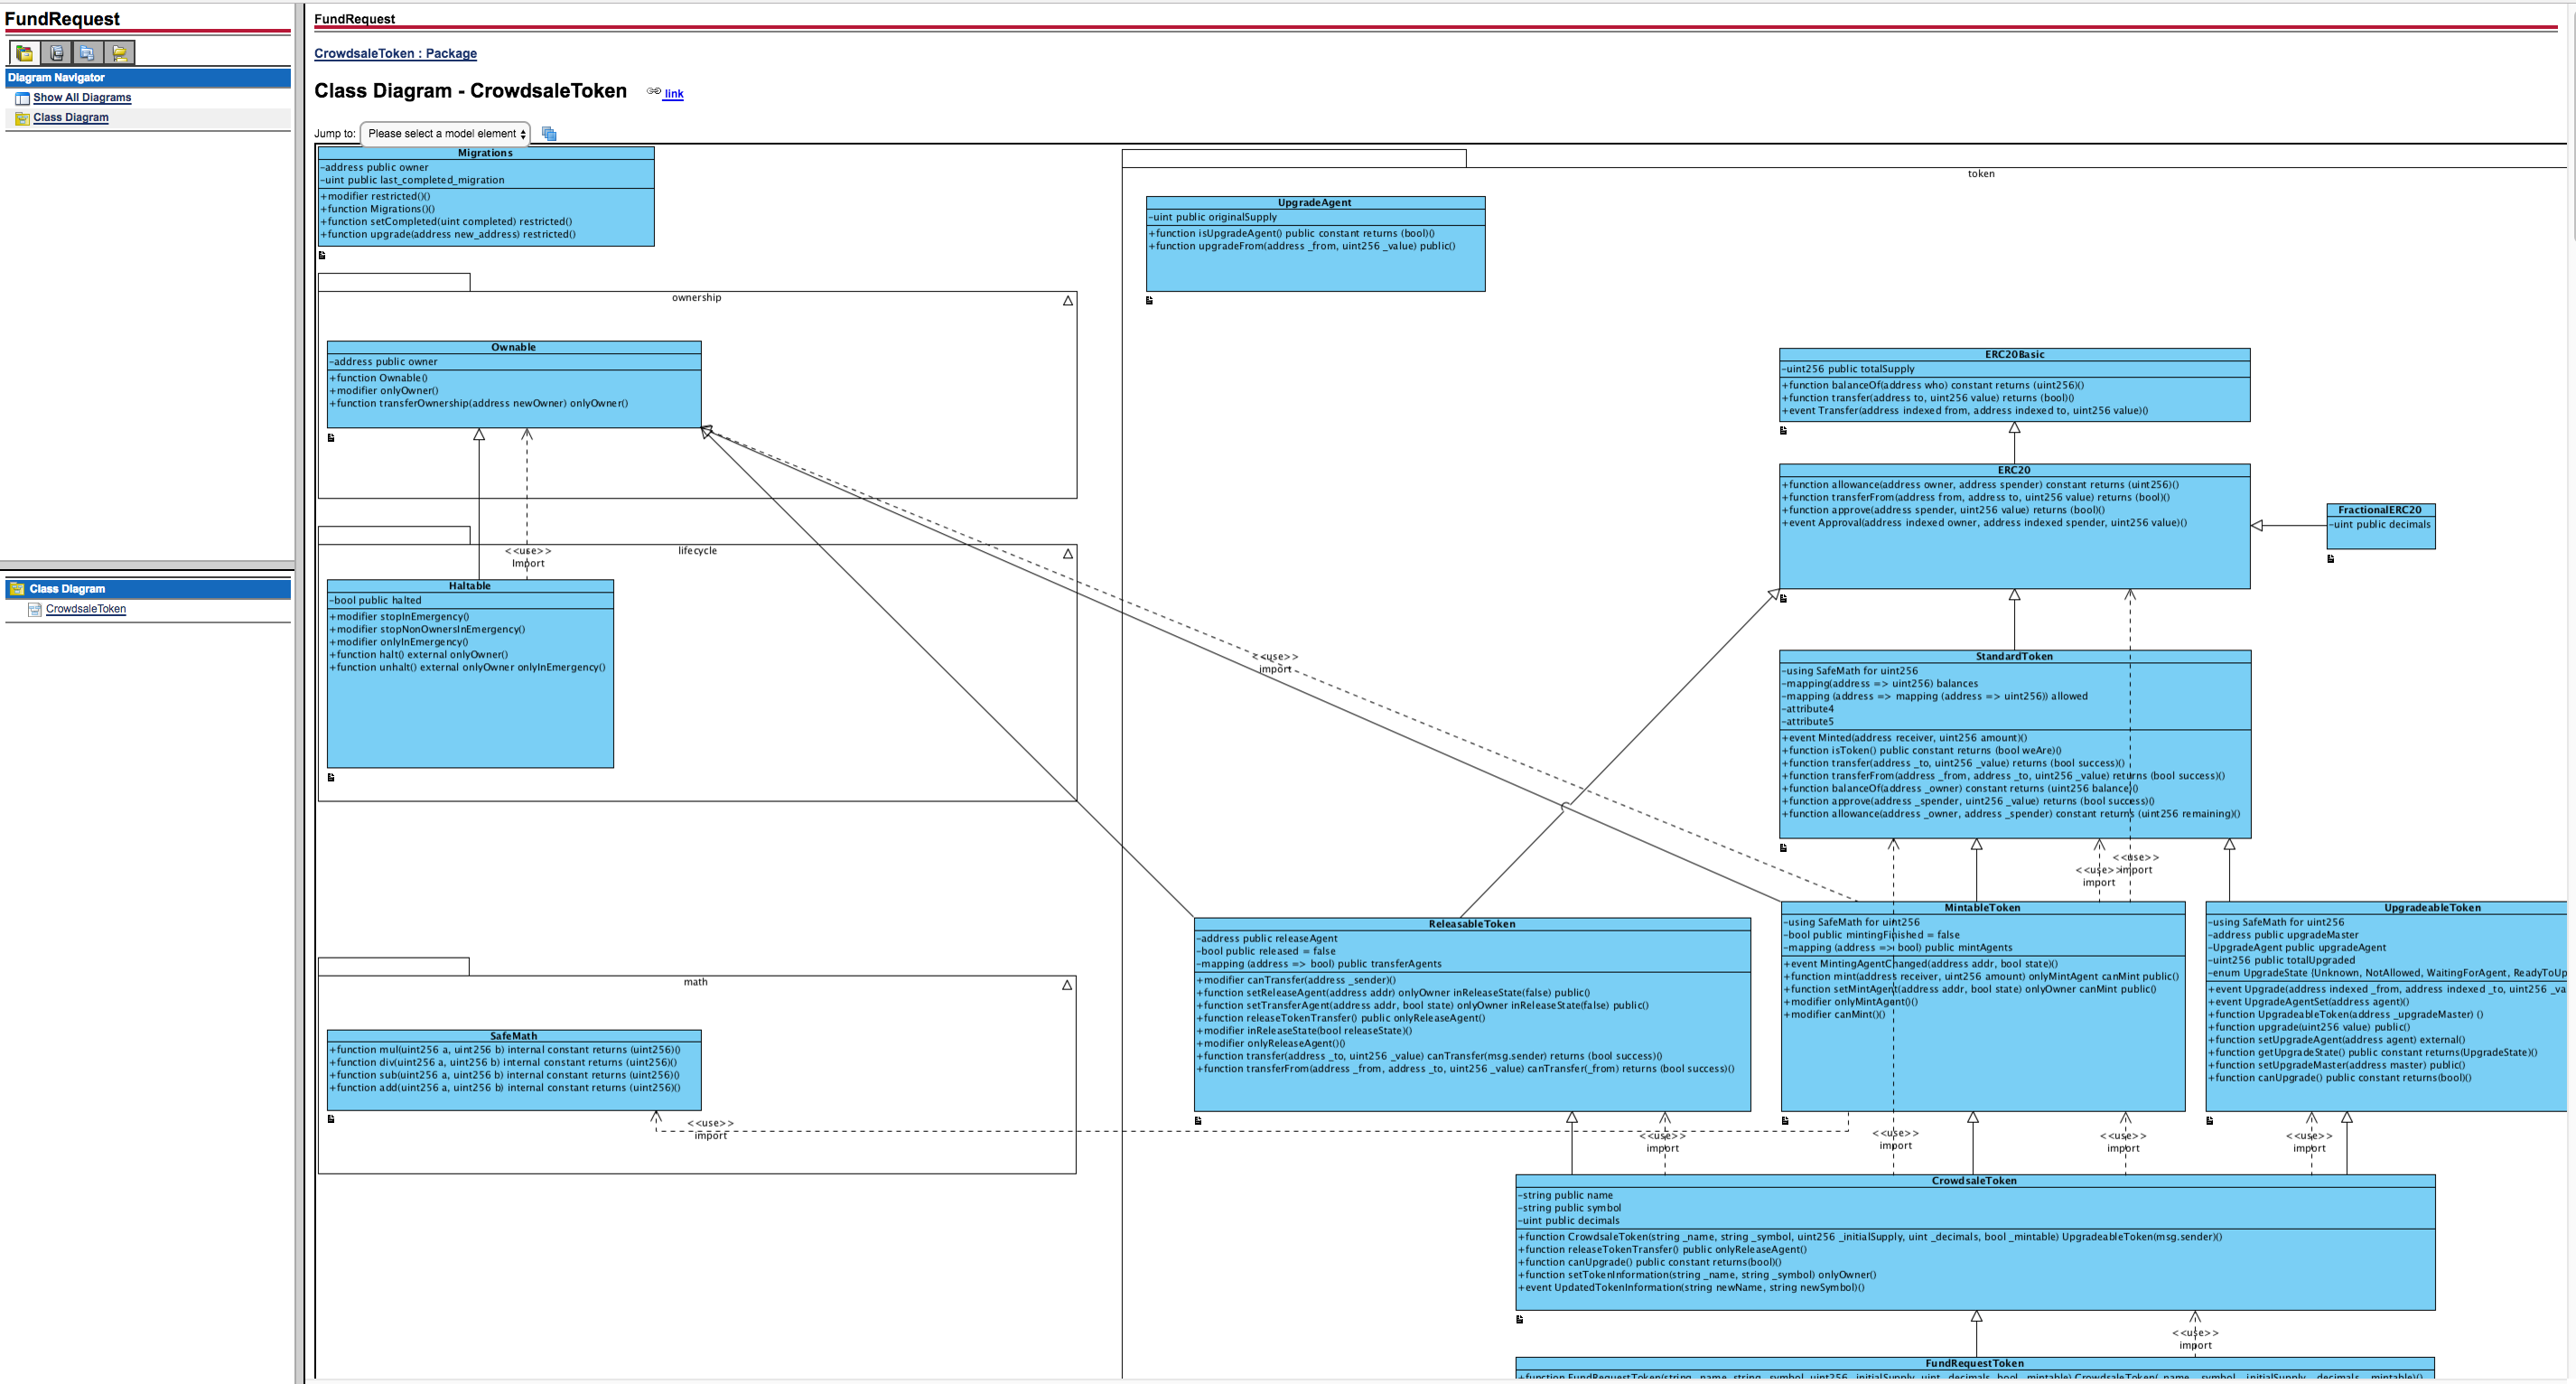 FundRequest
Diagram Navigator
Show All Diagrams
Class Diagram
Class Diagram
CrowdsaleToken
FundRequest
CrowdsaleToken : Package
Class Diagram - CrowdsaleToken link
Jump to: Please select a model element
Migrations
-address public owner
-uint public last_completed_migration
+modifier restricted()()
+function Migrations()()
+function setCompleted(uint completed) restricted()
+function upgrade(address new_address) restricted()
ownership
Ownable
-address public owner
+function Ownable()
+modifier onlyOwner()
+function transferOwnership(address newOwner) onlyOwner()
<<use>>
Import
lifecycle
Haltable
-bool public halted
+modifier stopInEmergency()
+modifier stopNonOwnersInEmergency()
+modifier onlyInEmergency()
+function halt() external onlyOwner()
+function unhalt() external onlyOwner onlyInEmergency()
math
SafeMath
+function mul(uint256 a, uint256 b) internal constant returns (uint256)()
+function div(uint256 a, uint256 b) internal constant returns (uint256)()
+function sub(uint256 a, uint256 b) internal constant returns (uint256)()
+function add(uint256 a, uint256 b) internal constant returns (uint256)()
<<use>>
import
token
UpgradeAgent
-uint public originalSupply
+function isUpgradeAgent() public constant returns (bool)()
+function upgradeFrom(address _from, uint256 _value) public()
ERC20Basic
-uint256 public totalSupply
+function balanceOf(address who) constant returns (uint256)()
+function transfer(address to, uint256 value) returns (bool)()
+event Transfer(address indexed from, address indexed to, uint256 value)()
ERC20
+function allowance(address owner, address spender) constant returns (uint256)()
+function transferFrom(address from, address to, uint256 value) returns (bool)()
+function approve(address spender, uint256 value) returns (bool)()
+event Approval(address indexed owner, address indexed spender, uint256 value)()
FractionalERC20
-uint public decimals
<<use>>
import
StandardToken
-using SafeMath for uint256
-mapping(address => uint256) balances
-mapping (address => mapping (address => uint256)) allowed
-attribute4
-attribute5
+event Minted(address receiver, uint256 amount)()
+function isToken() public constant returns (bool weAre)()
+function transfer(address _to, uint256 _value) returns (bool success)()
+function transferFrom(address _from, address _to, uint256 _value) returns (bool success)()
+function balanceOf(address _owner) constant returns (uint256 balance)()
+function approve(address _spender, uint256 _value) returns (bool success)()
+function allowance(address _owner, address _spender) constant returns (uint256 remaining)()
<<use>>
<<use>>import
import
ReleasableToken
-address public releaseAgent
-bool public released = false
-mapping (address => bool) public transferAgents
+modifier canTransfer(address _sender)()
+function setReleaseAgent(address addr) onlyOwner inReleaseState(false) public()
+function setTransferAgent(address addr, bool state) onlyOwner inReleaseState(false) public()
+function releaseTokenTransfer() public onlyReleaseAgent()
+modifier inReleaseState(bool releaseState)()
+modifier onlyReleaseAgent()()
+function transfer(address _to, uint256 _value) canTransfer(msg.sender) returns (bool success)()
+function transferFrom(address _from, address _to, uint256 _value) canTransfer(_from) returns (bool success)()
MintableToken
-using SafeMath for uint256
-bool public mintingFinished = false
-mapping (address => bool) public mintAgents
+event MintingAgentChanged(address addr, bool state)()
+function mint(address receiver, uint256 amount) onlyMintAgent canMint public()
+function setMintAgent(address addr, bool state) onlyOwner canMint public()
+modifier onlyMintAgent()()
+modifier canMint()()
UpgradeableToken
-using SafeMath for uint256
-address public upgradeMaster
-UpgradeAgent public upgradeAgent
-uint256 public totalUpgraded
-enum UpgradeState {Unknown, NotAllowed, WaitingForAgent, ReadyToUp
+event Upgrade(address indexed _from, address indexed _to, uint256 _va
+event UpgradeAgentSet(address agent)()
+function UpgradeableToken(address _upgradeMaster) ()
+function upgrade(uint256 value) public()
+function setUpgradeAgent(address agent) external()
+function getUpgradeState() public constant returns(UpgradeState)()
+function setUpgradeMaster(address master) public()
+function canUpgrade() public constant returns(bool)()
<<use>>
import
<<use>>
import
<<use>>
import
<<use>>
import
CrowdsaleToken
-string public name
-string public symbol
-uint public decimals
+function CrowdsaleToken(string _name, string _symbol, uint256 _initialSupply, uint _decimals, bool _mintable) UpgradeableToken(msg.sender)()
+function releaseTokenTransfer() public onlyReleaseAgent()
+function canUpgrade() public constant returns(bool)()
+function setTokenInformation(string _name, string _symbol) onlyOwner()
+event UpdatedTokenInformation(string newName, string newSymbol)()
<<use>>
import
FundRequestToken
+function FundRequestToken(string _name, string _symbol, uint256 _initialSupply, uint _decimals, bool _mintable) CrowdsaleToken(_name, _symbol, _initialSupply, _decimals, _mintable)()